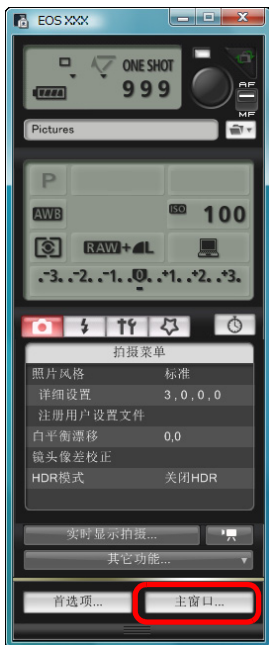 EOS XXX
ONE SHOT
999
AF
MF
Pictures
P
AWB
ISO 100
RAW+L
-3..-2..-1..0..+1..+2..+3.
拍摄菜单
照片风格 标准
详细设置 3,0,0,0
注册用户设置文件
白平衡漂移 0,0
镜头像差校正
HDR模式 关闭HDR
实时显示拍摄...
其它功能...
首选项... 主窗口...